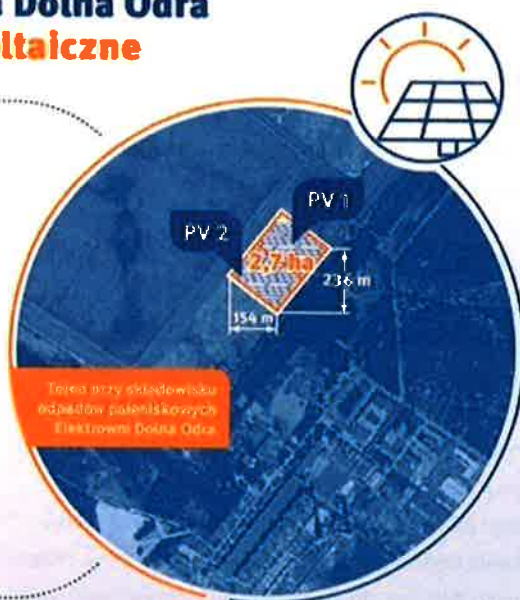 a Dolna Odra
ltaiczne
PV 1
PV 2
2,7 ha
236 m
154 m
Teren przy składowisku
odpadów paleniskowych
Elektrowni Dolna Odra